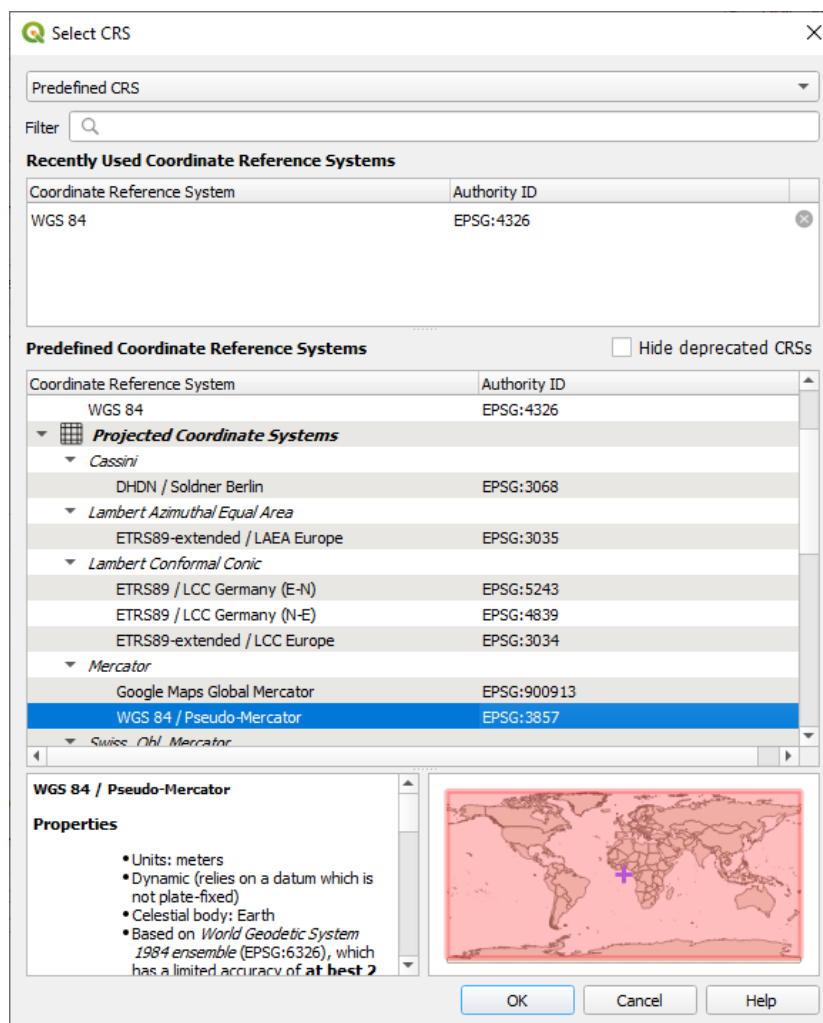 Select CRS
Predefined CRS
Filter
Recently Used Coordinate Reference Systems
Coordinate Reference System Authority ID
WGS 84 EPSG:4326
Predefined Coordinate Reference Systems Hide deprecated CRSs
Coordinate Reference System Authority ID
WGS 84 EPSG:4326
Projected Coordinate Systems
Cassini
DHDN / Soldner Berlin EPSG:3068
Lambert Azimuthal Equal Area
ETRS89-extended / LAEA Europe EPSG:3035
Lambert Conformal Conic
ETRS89 / LCC Germany (E-N) EPSG:5243
ETRS89 / LCC Germany (N-E) EPSG:4839
ETRS89-extended / LCC Europe EPSG:3034
Mercator
Google Maps Global Mercator EPSG:900913
WGS 84 / Pseudo-Mercator EPSG:3857
Swiss. Obl. Mercator
WGS 84 / Pseudo-Mercator
Properties
• Units: meters
• Dynamic (relies on a datum which is
not plate-fixed)
• Celestial body: Earth
• Based on World Geodetic System
1984 ensemble (EPSG:6326), which
has a limited accuracy of at best 2
OK Cancel Help